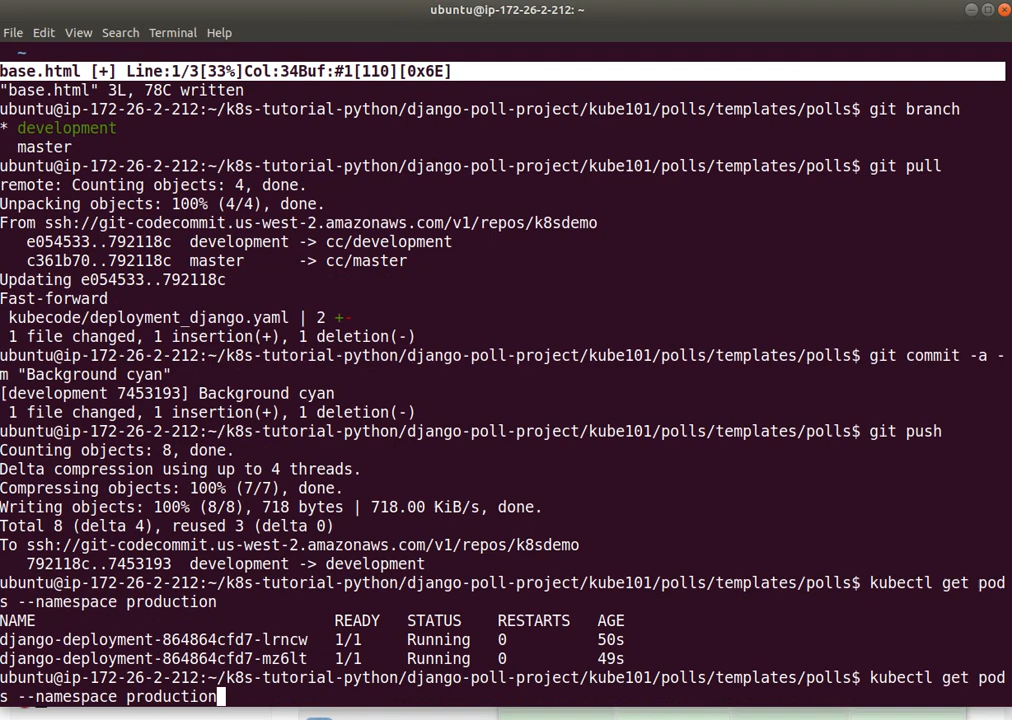 ubuntu@ip-172-26-2-212: ~
File Edit View Search Terminal Help
~
base.html [+] Line:1/3[33%]Col:34Buf:#1[110][0x6E]
"base.html" 3L, 78C written
ubuntu@ip-172-26-2-212:~/k8s-tutorial-python/django-poll-project/kube101/polls/templates/polls$ git branch
* development
  master
ubuntu@ip-172-26-2-212:~/k8s-tutorial-python/django-poll-project/kube101/polls/templates/polls$ git pull
remote: Counting objects: 4, done.
Unpacking objects: 100% (4/4), done.
From ssh://git-codecommit.us-west-2.amazonaws.com/v1/repos/k8sdemo
   e054533..792118c  development -> cc/development
   c361b70..792118c  master      -> cc/master
Updating e054533..792118c
Fast-forward
 kubecode/deployment_django.yaml | 2 +-
 1 file changed, 1 insertion(+), 1 deletion(-)
ubuntu@ip-172-26-2-212:~/k8s-tutorial-python/django-poll-project/kube101/polls/templates/polls$ git commit -a -
m "Background cyan"
[development 7453193] Background cyan
 1 file changed, 1 insertion(+), 1 deletion(-)
ubuntu@ip-172-26-2-212:~/k8s-tutorial-python/django-poll-project/kube101/polls/templates/polls$ git push
Counting objects: 8, done.
Delta compression using up to 4 threads.
Compressing objects: 100% (7/7), done.
Writing objects: 100% (8/8), 718 bytes | 718.00 KiB/s, done.
Total 8 (delta 4), reused 3 (delta 0)
To ssh://git-codecommit.us-west-2.amazonaws.com/v1/repos/k8sdemo
   792118c..7453193  development -> development
ubuntu@ip-172-26-2-212:~/k8s-tutorial-python/django-poll-project/kube101/polls/templates/polls$ kubectl get pod
s --namespace production
NAME                                 READY   STATUS    RESTARTS   AGE
django-deployment-864864cfd7-lrncw   1/1     Running   0          50s
django-deployment-864864cfd7-mz6lt   1/1     Running   0          49s
ubuntu@ip-172-26-2-212:~/k8s-tutorial-python/django-poll-project/kube101/polls/templates/polls$ kubectl get pod
s --namespace production